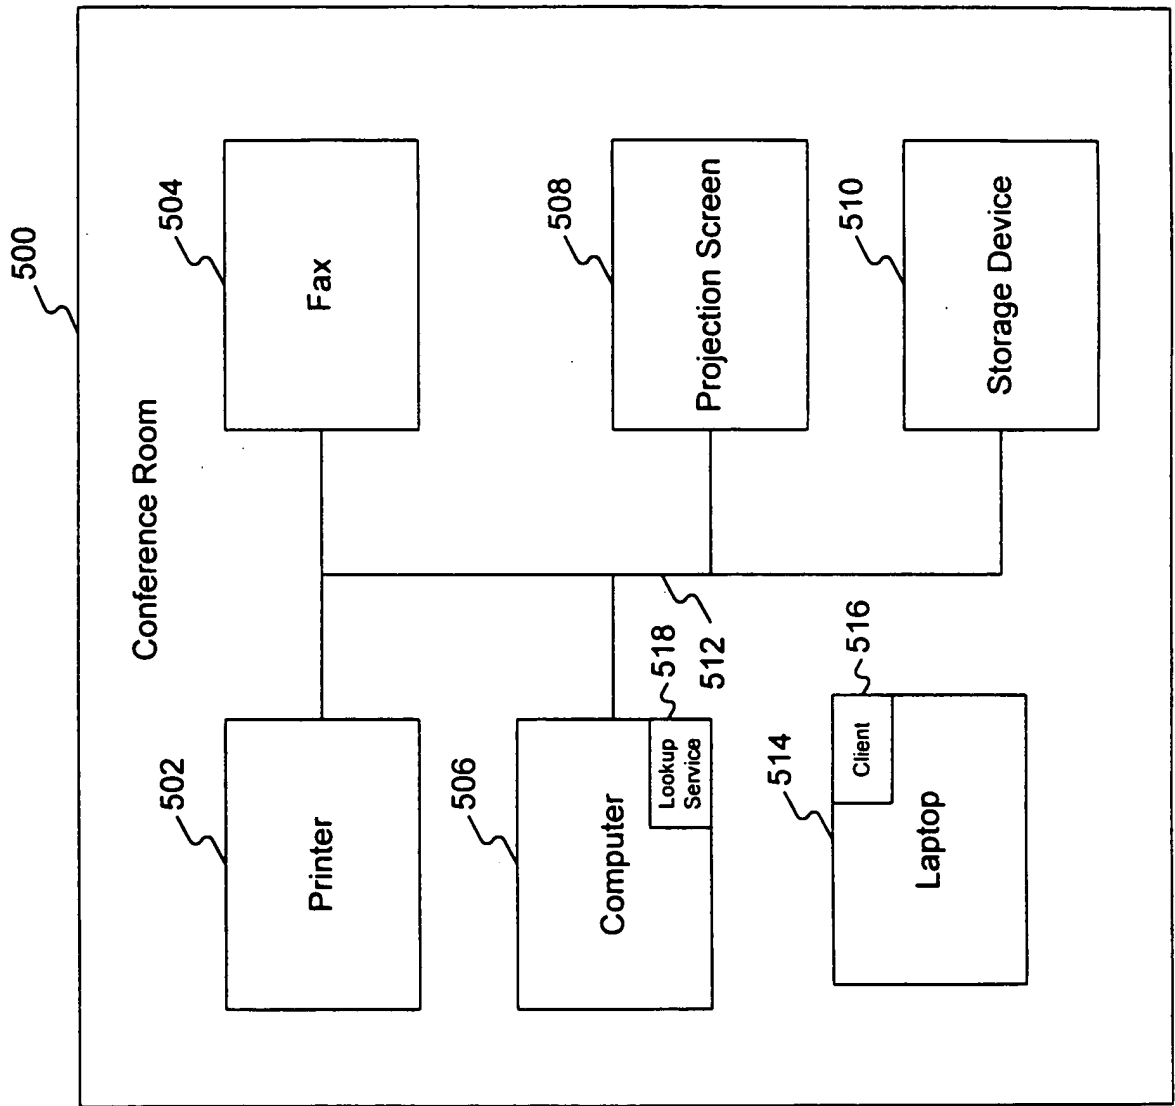 500
Conference Room
502
Printer
504
Fax
506
Computer
Lookup
Service
518
512
508
Projection Screen
514
Laptop
Client
516
510
Storage Device